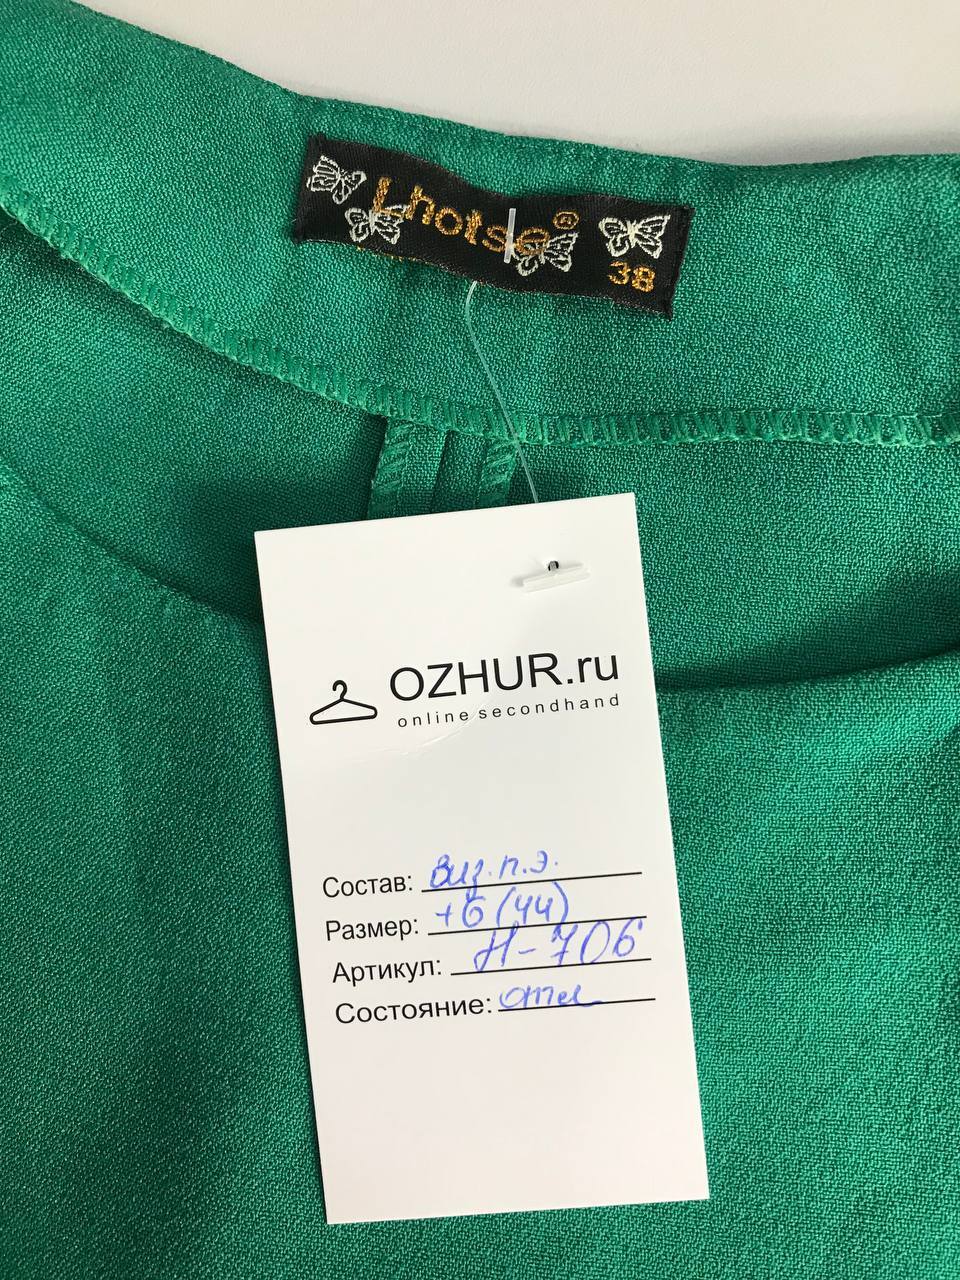 Lhotse®
38
OZHUR.ru
online secondhand
Состав: виз. п.э.
Размер: +6 (44)
Артикул: Н-706
Состояние: отл